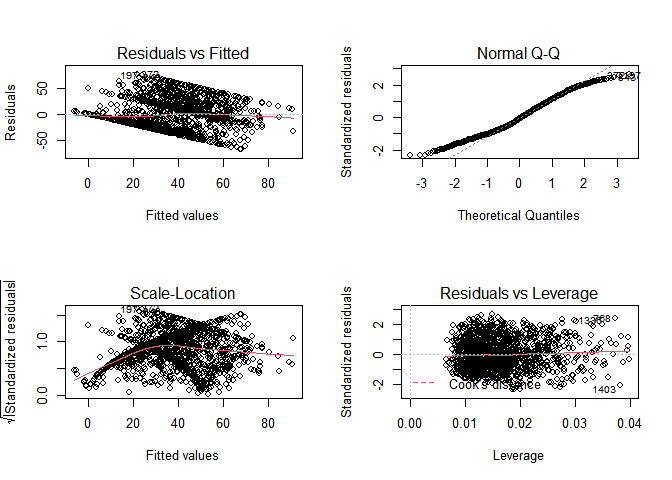 Residuals vs Fitted
Residuals
-50 0 50
0 20 40 60 80
Fitted values
Normal Q-Q
Standardized residuals
-2 0 2
-3 -2 -1 0 1 2 3
Theoretical Quantiles
Scale-Location
√|Standardized residuals|
0.0 1.0
0 20 40 60 80
Fitted values
Residuals vs Leverage
Standardized residuals
-2 0 2
Cook's distance
1403
0.00 0.01 0.02 0.03 0.04
Leverage